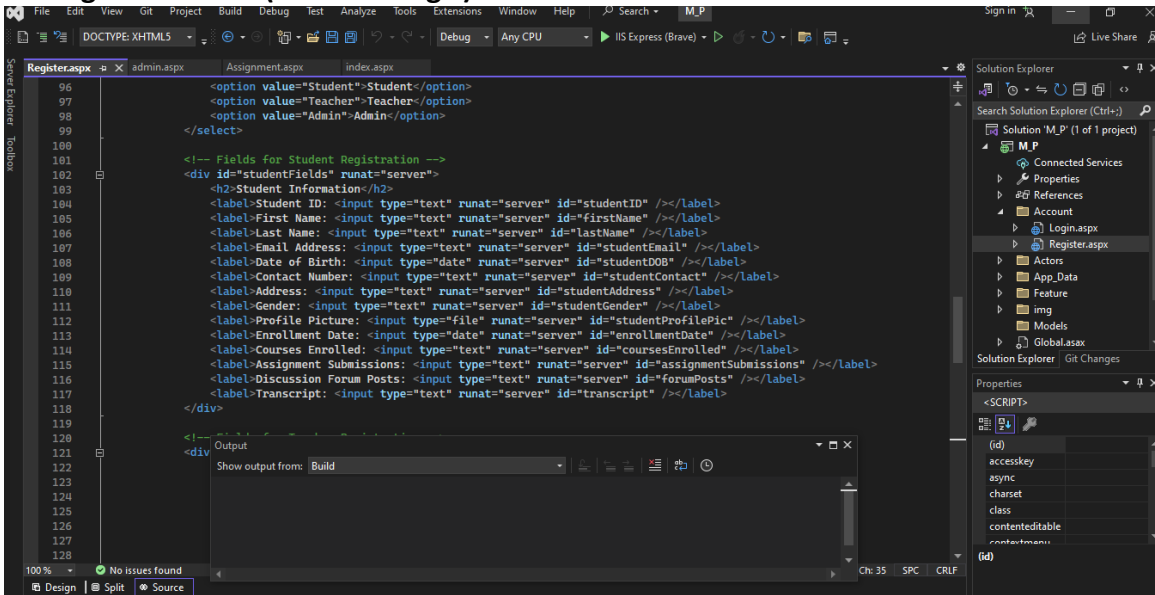 File Edit View Git Project Build Debug Test Analyze Tools Extensions Window Help Search M_P Sign in
DOCTYPE: XHTML5 Debug Any CPU IIS Express (Brave) Live Share
Server Explorer
Toolbox
Register.aspx admin.aspx Assignment.aspx index.aspx
96 <option value="Student">Student</option>
97 <option value="Teacher">Teacher</option>
98 <option value="Admin">Admin</option>
99 </select>
100
101 <!-- Fields for Student Registration -->
102 <div id="studentFields" runat="server">
103 <h2>Student Information</h2>
104 <label>Student ID: <input type="text" runat="server" id="studentID" /></label>
105 <label>First Name: <input type="text" runat="server" id="firstName" /></label>
106 <label>Last Name: <input type="text" runat="server" id="lastName" /></label>
107 <label>Email Address: <input type="text" runat="server" id="studentEmail" /></label>
108 <label>Date of Birth: <input type="date" runat="server" id="studentDOB" /></label>
109 <label>Contact Number: <input type="text" runat="server" id="studentContact" /></label>
110 <label>Address: <input type="text" runat="server" id="studentAddress" /></label>
111 <label>Gender: <input type="text" runat="server" id="studentGender" /></label>
112 <label>Profile Picture: <input type="file" runat="server" id="studentProfilePic" /></label>
113 <label>Enrollment Date: <input type="date" runat="server" id="enrollmentDate" /></label>
114 <label>Courses Enrolled: <input type="text" runat="server" id="coursesEnrolled" /></label>
115 <label>Assignment Submissions: <input type="text" runat="server" id="assignmentSubmissions" /></label>
116 <label>Discussion Forum Posts: <input type="text" runat="server" id="forumPosts" /></label>
117 <label>Transcript: <input type="text" runat="server" id="transcript" /></label>
118 </div>
119
120 <!--
121 <div
122
123
124
125
126
127
128
Output
Show output from: Build
100 % No issues found Ch: 35 SPC CRLF
Design Split Source
Solution Explorer
Search Solution Explorer (Ctrl+;)
Solution 'M_P' (1 of 1 project)
M_P
Connected Services
Properties
References
Account
Login.aspx
Register.aspx
Actors
App_Data
Feature
img
Models
Global.asax
Solution Explorer Git Changes
Properties
<SCRIPT>
(id)
accesskey
async
charset
class
contenteditable
contextmenu
(id)